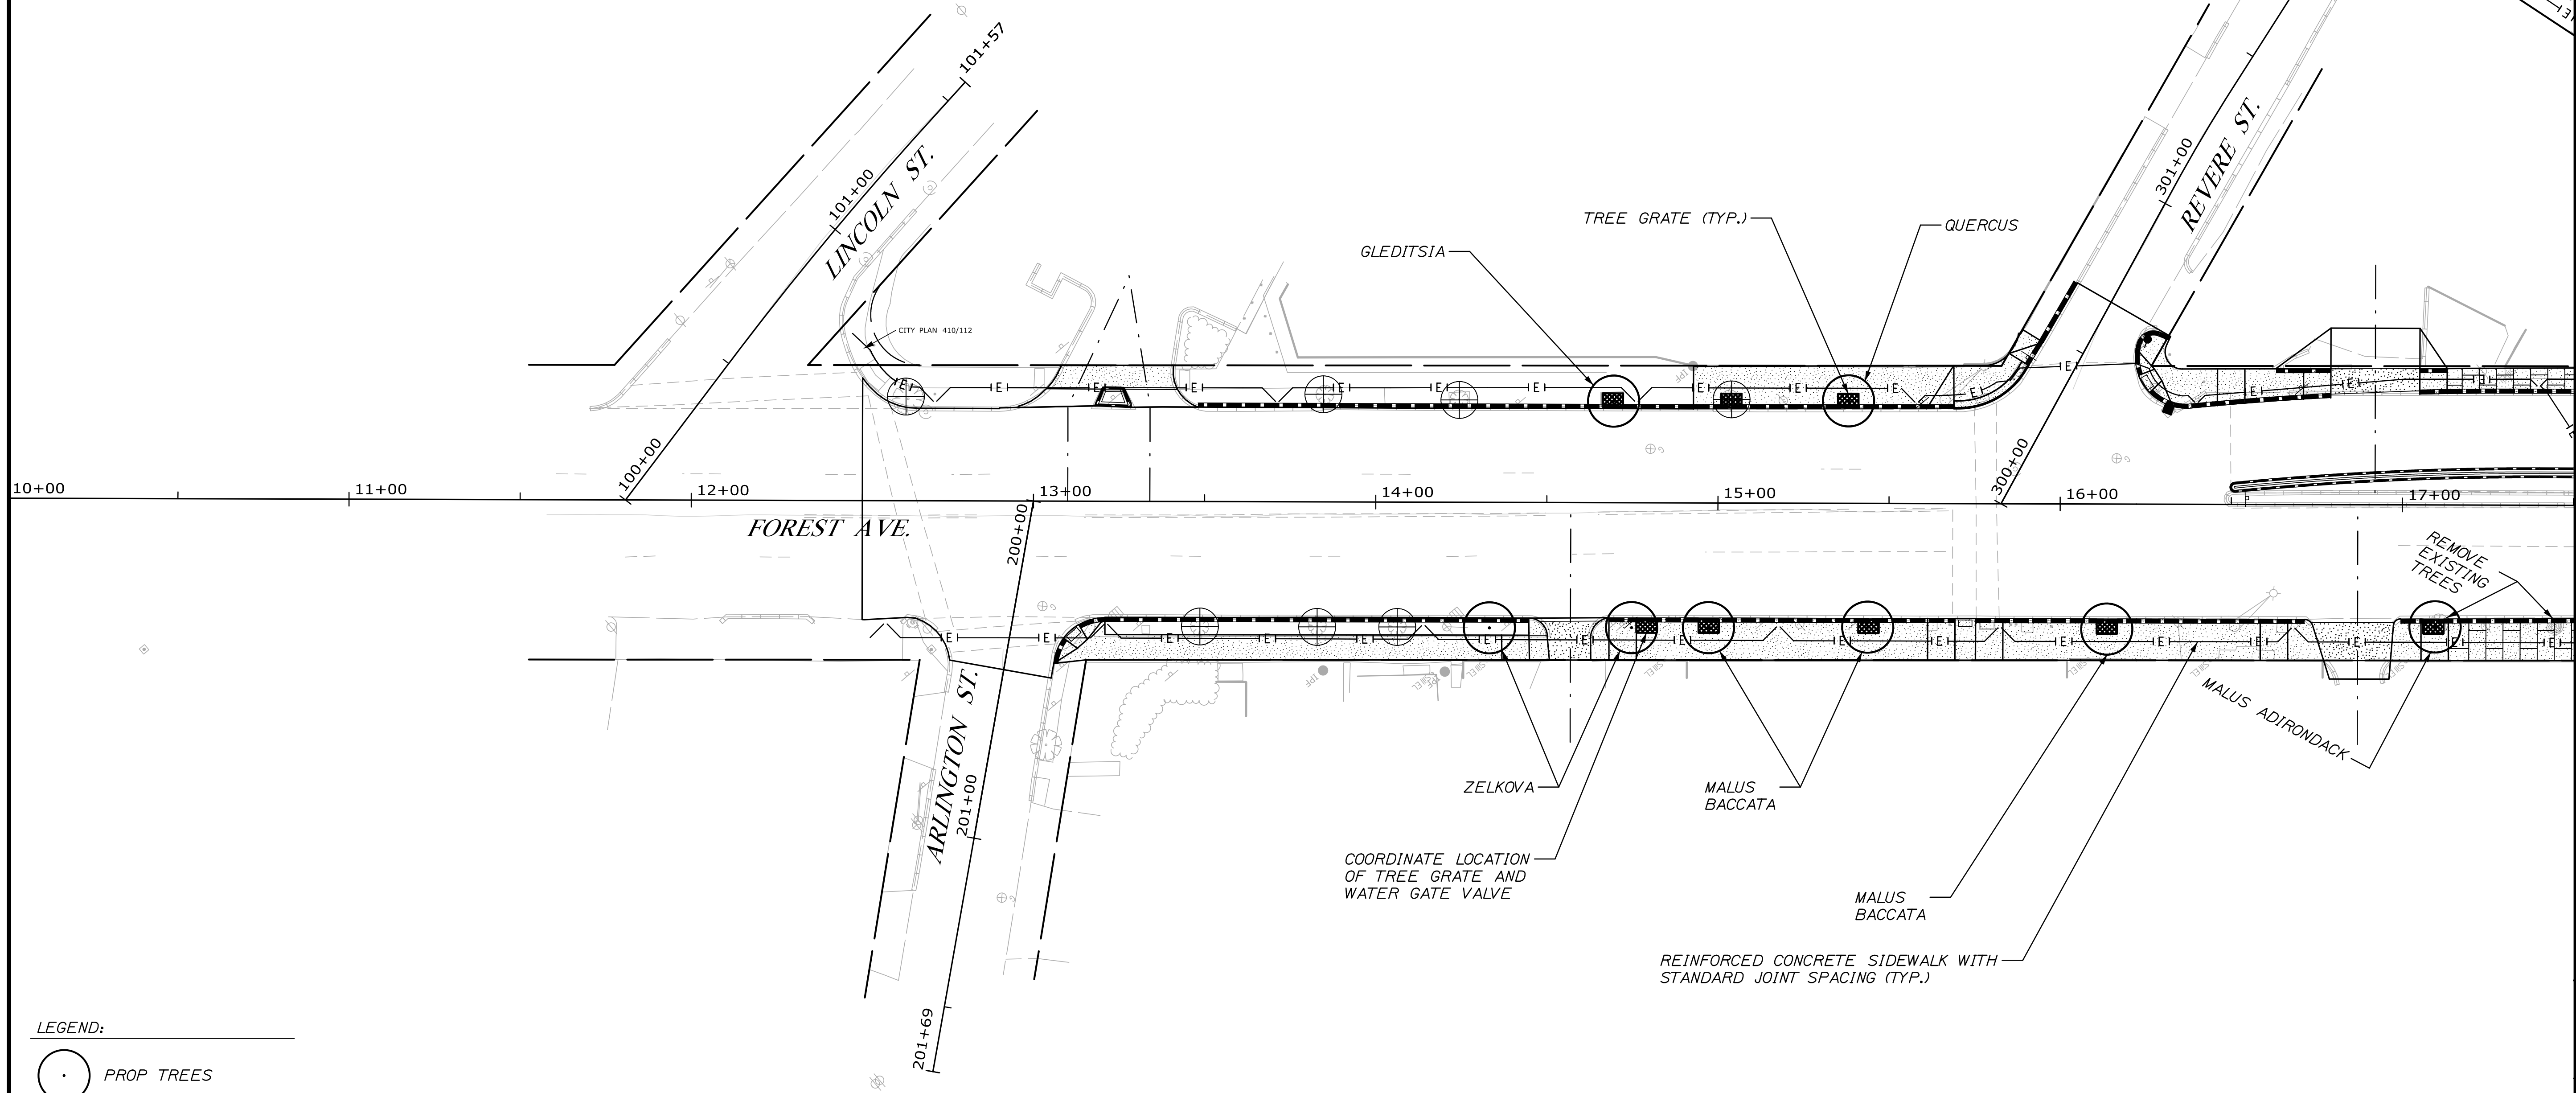 101+57
101+00
LINCOLN ST.
100+00
CITY PLAN 410/112
TREE GRATE (TYP.)
QUERCUS
GLEDITSIA
301+00
REVERE ST.
300+00
10+00
11+00
12+00
13+00
14+00
15+00
16+00
17+00
FOREST AVE.
200+00
ARLINGTON ST.
201+00
201+69
REMOVE
EXISTING
TREES
MALUS ADIRONDACK
ZELKOVA
MALUS
BACCATA
COORDINATE LOCATION
OF TREE GRATE AND
WATER GATE VALVE
MALUS
BACCATA
REINFORCED CONCRETE SIDEWALK WITH
STANDARD JOINT SPACING (TYP.)
LEGEND:
PROP TREES